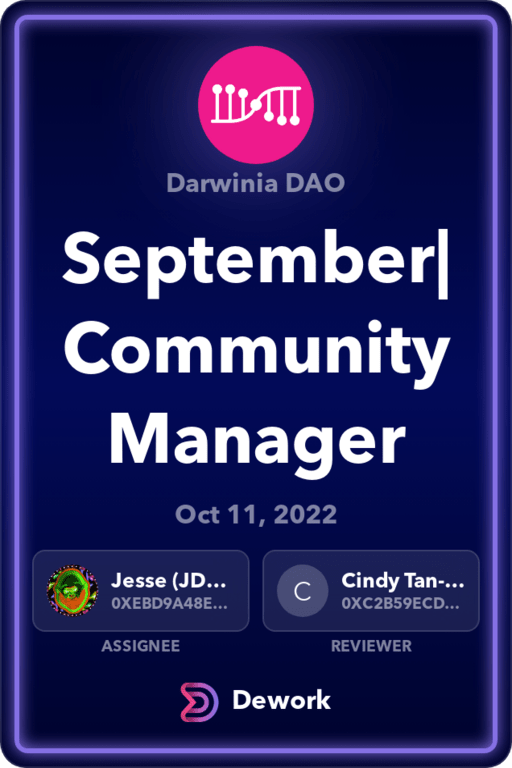 Darwinia DAO
September|
Community
Manager
Oct 11, 2022
Jesse (JD...
0XEBD9A48E...
C
Cindy Tan-...
0XC2B59ECD...
ASSIGNEE
REVIEWER
Dework